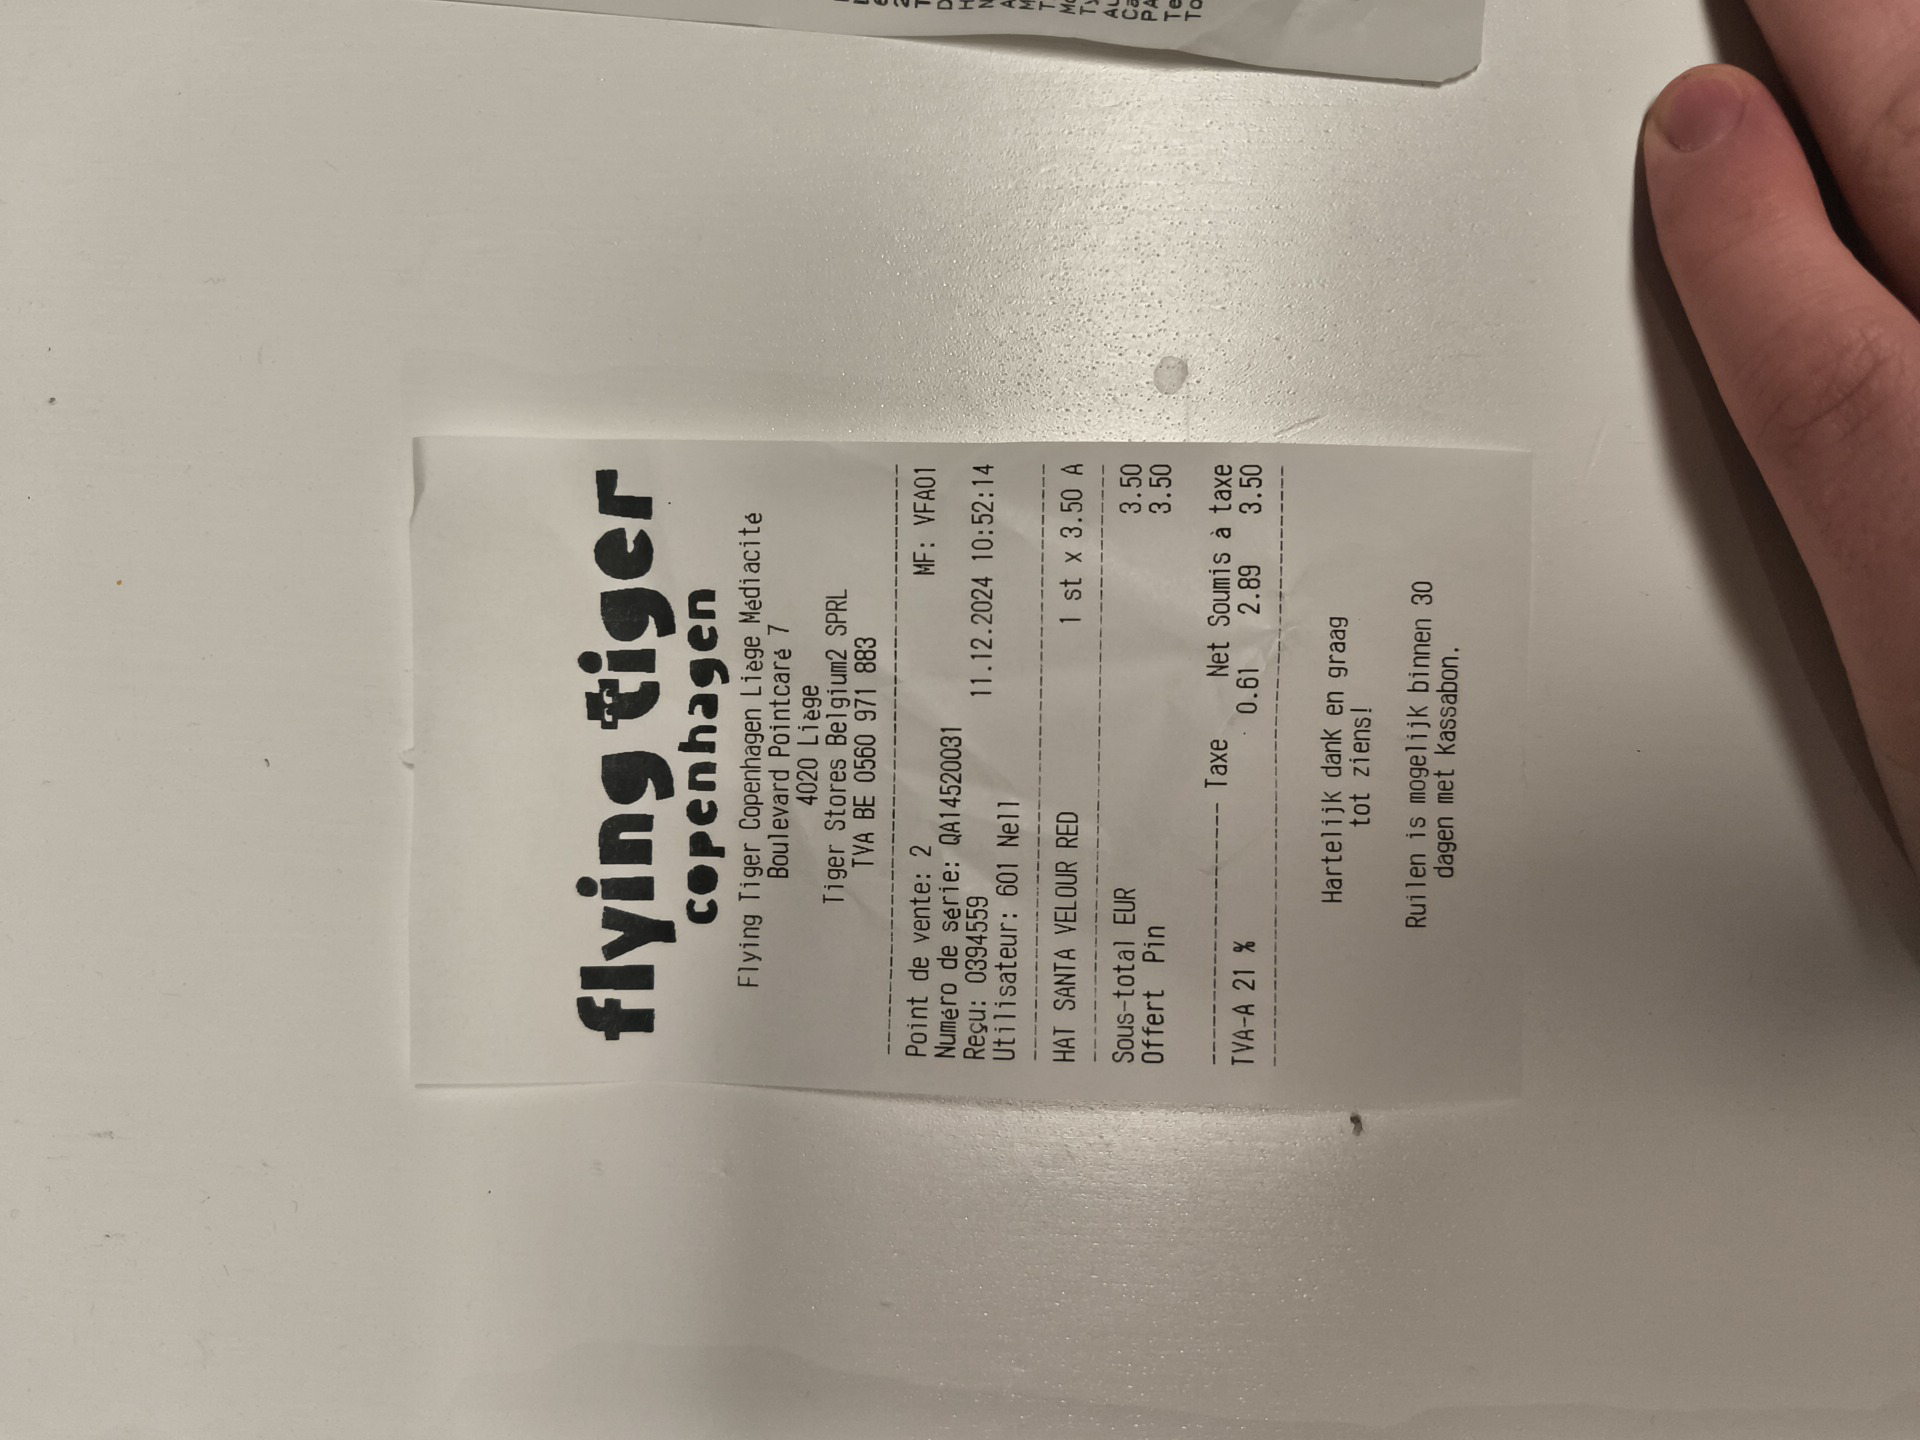 flying tiger
copenhagen
Flying Tiger Copenhagen Liège Médiacité
Boulevard Pointcaré 7
4020 Liège
Tiger Stores Belgium2 SPRL
TVA BE 0560 971 883
Point de vente: 2 MF: VFA01
Numéro de série: QA14520031
Reçu: 0394559 11.12.2024 10:52:14
Utilisateur: 601 Nell
HAT SANTA VELOUR RED 1 st x 3.50 A
Sous-total EUR 3.50
Offert Pin 3.50
Taxe Net Soumis à taxe
TVA-A 21 % 0.61 2.89 3.50
Hartelijk dank en graag
tot ziens!
Ruilen is mogelijk binnen 30
dagen met kassabon.